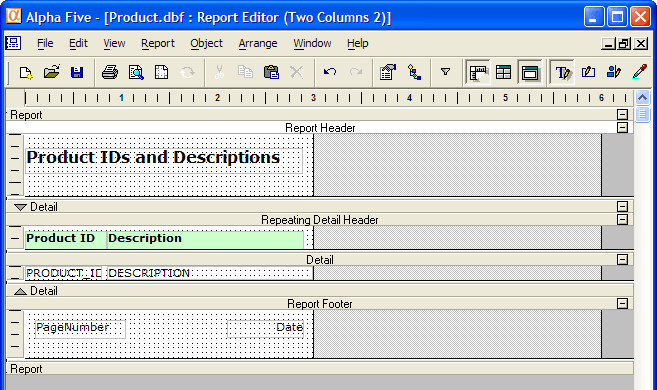 Alpha Five - [Product.dbf : Report Editor (Two Columns 2)]
File Edit View Report Object Arrange Window Help
1 2 3 4 5 6
Report
Report Header
Product IDs and Descriptions
Detail
Repeating Detail Header
Product ID Description
Detail
PRODUCT_ID DESCRIPTION
Detail
Report Footer
PageNumber Date
Report